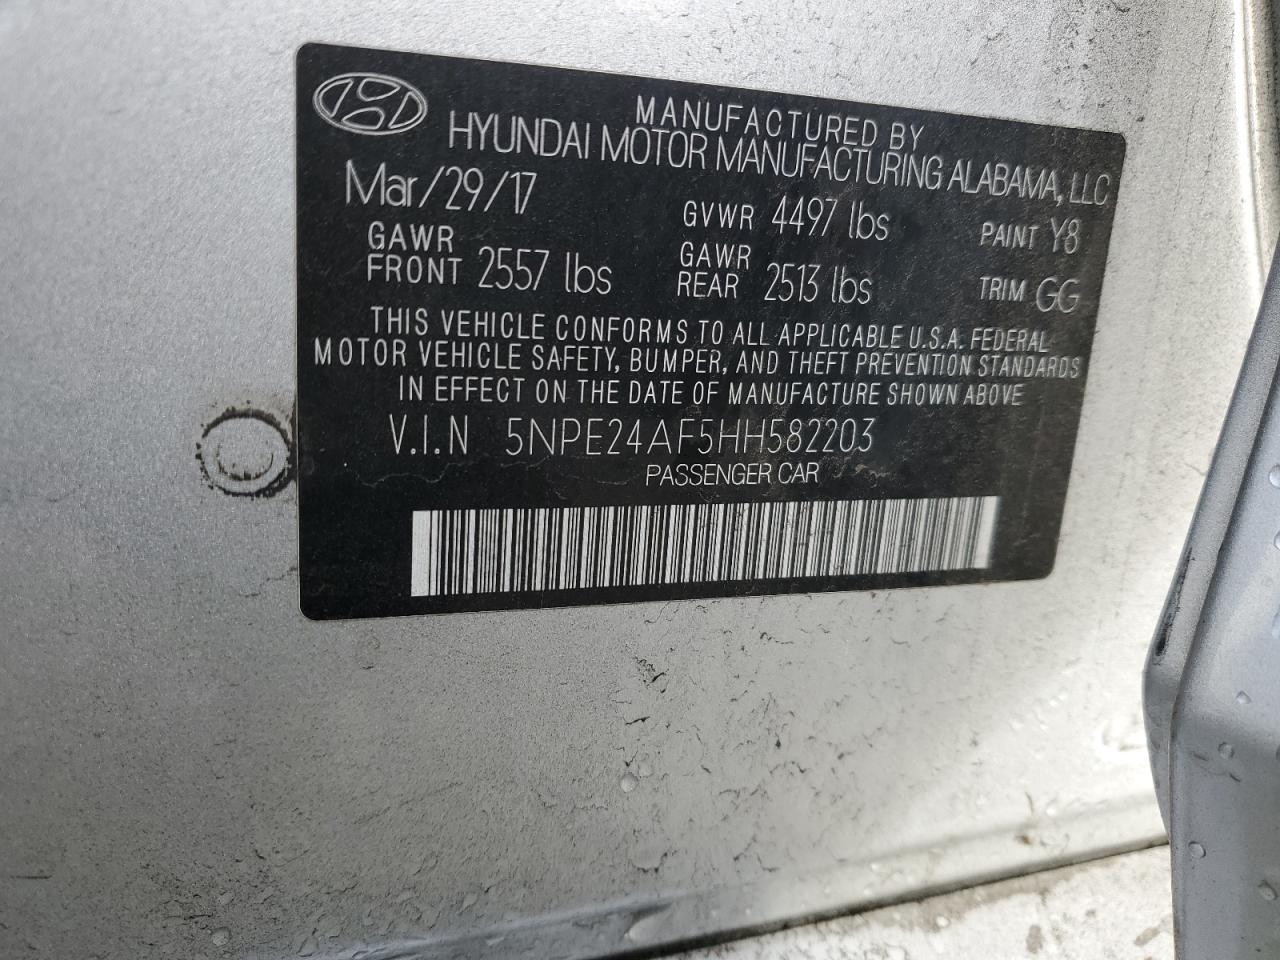 MANUFACTURED BY
HYUNDAI MOTOR MANUFACTURING ALABAMA, LLC
Mar/29/17 GVWR 4497 lbs PAINT Y8
GAWR FRONT 2557 lbs GAWR REAR 2513 lbs TRIM GG
THIS VEHICLE CONFORMS TO ALL APPLICABLE U.S.A. FEDERAL
MOTOR VEHICLE SAFETY, BUMPER, AND THEFT PREVENTION STANDARDS
IN EFFECT ON THE DATE OF MANUFACTURE SHOWN ABOVE
V.I.N 5NPE24AF5HH582203
PASSENGER CAR